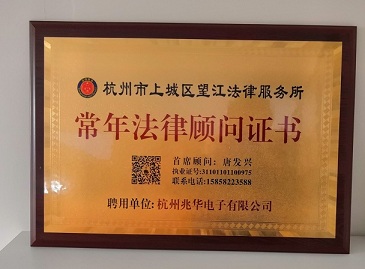 杭州市上城区望江法律服务所
常年法律顾问证书
首席顾问：唐发兴
执业证号:31101101100975
联系电话:15858223588
聘用单位:杭州兆华电子有限公司